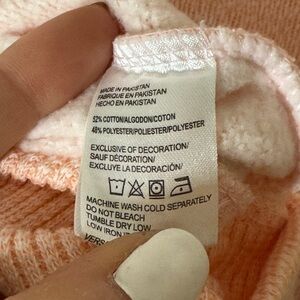 MADE IN PAKISTAN
FABRIQUE EN PAKISTAN
HECHO EN PAKISTAN
52% COTTON/ALGODON/COTON
48% POLYESTER/POLIESTER/POLYESTER
EXCLUSIVE OF DECORATION/
SAUF DÉCORATION/
EXCLUYE LA DECORACIÓN/
MACHINE WASH COLD SEPARATELY
DO NOT BLEACH
TUMBLE DRY LOW
LOW IRON